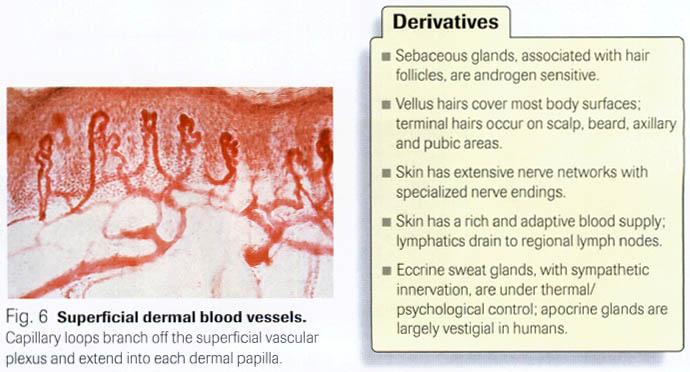 Derivatives
■ Sebaceous glands, associated with hair
follicles, are androgen sensitive.
■ Vellus hairs cover most body surfaces;
terminal hairs occur on scalp, beard, axillary
and pubic areas.
■ Skin has extensive nerve networks with
specialized nerve endings.
■ Skin has a rich and adaptive blood supply;
lymphatics drain to regional lymph nodes.
■ Eccrine sweat glands, with sympathetic
innervation, are under thermal/
psychological control; apocrine glands are
largely vestigial in humans.
Fig. 6 Superficial dermal blood vessels.
Capillary loops branch off the superficial vascular
plexus and extend into each dermal papilla.